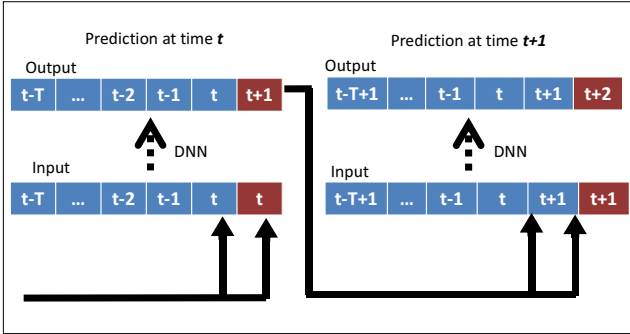 Prediction at time t
Output
t-T ... t-2 t-1 t t+1
DNN
Input
t-T ... t-2 t-1 t t
Prediction at time t+1
Output
t-T+1 ... t-1 t t+1 t+2
DNN
Input
t-T+1 ... t-1 t t+1 t+1